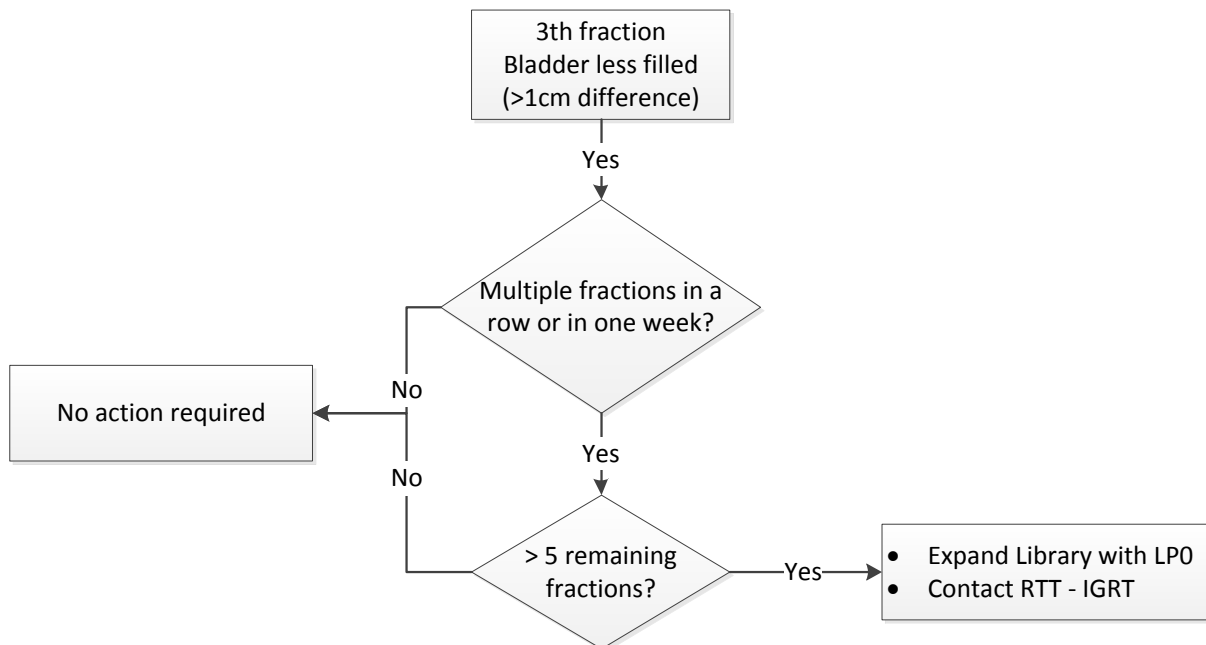 3th fraction
Bladder less filled
(>1cm difference)
Yes
Multiple fractions in a
row or in one week?
No
No action required
Yes
No
> 5 remaining
fractions?
Yes
• Expand Library with LP0
• Contact RTT - IGRT